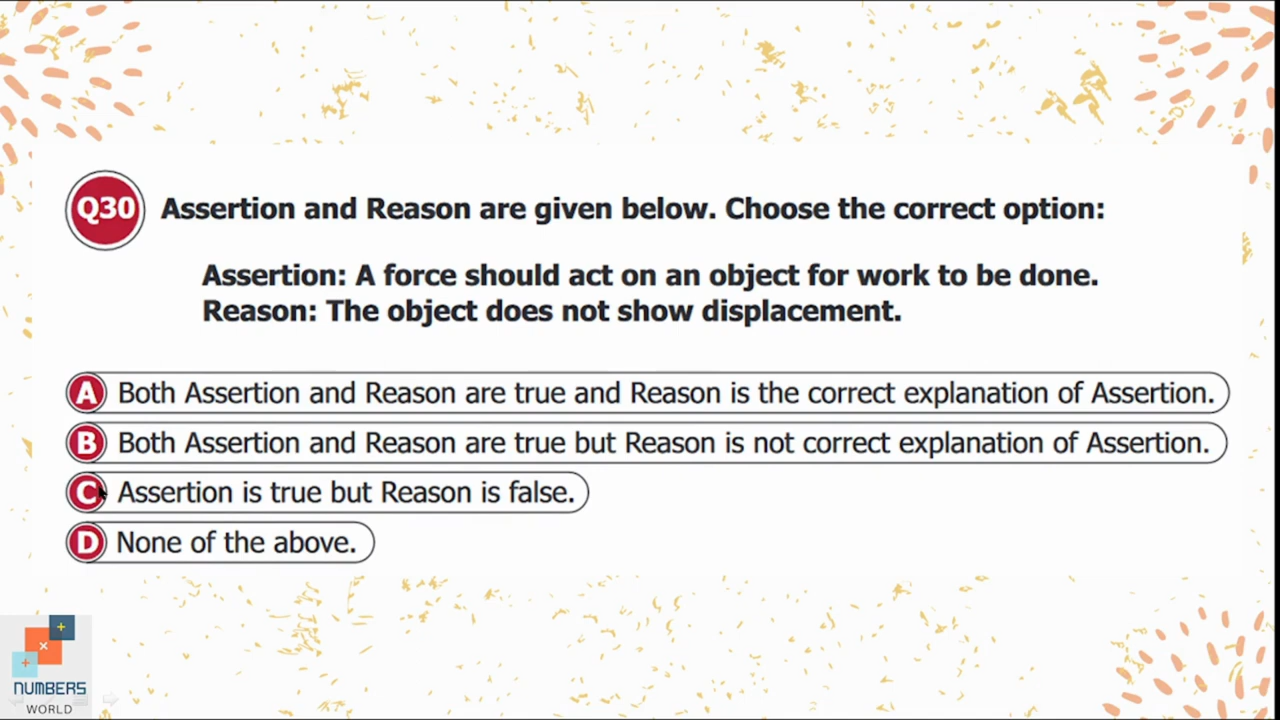 Q30 Assertion and Reason are given below. Choose the correct option:
Assertion: A force should act on an object for work to be done.
Reason: The object does not show displacement.
A Both Assertion and Reason are true and Reason is the correct explanation of Assertion.
B Both Assertion and Reason are true but Reason is not correct explanation of Assertion.
C Assertion is true but Reason is false.
D None of the above.
NUMBERS
WORLD